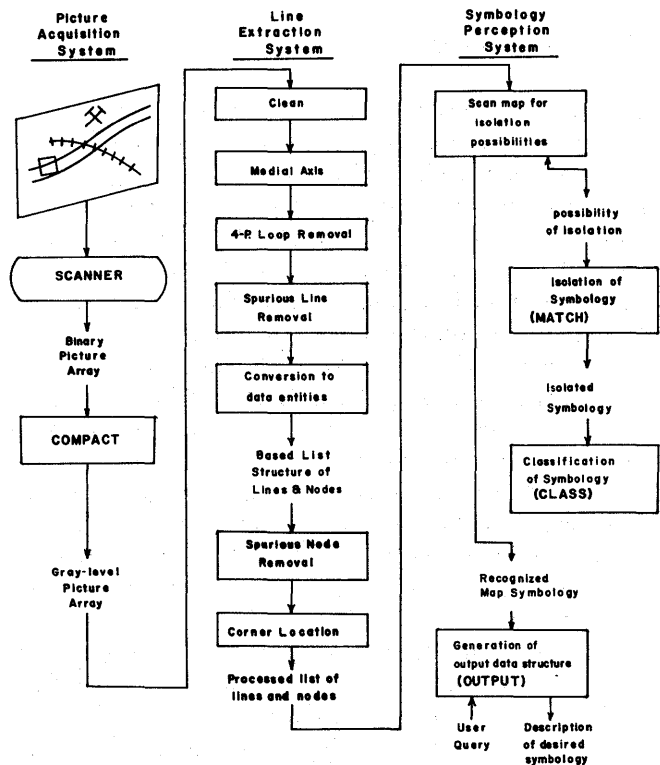 Picture
Acquisition
System
SCANNER
Binary
Picture
Array
COMPACT
Gray-level
Picture
Array
Line
Extraction
System
Clean
Medial Axis
4-P. Loop Removal
Spurious Line
Removal
Conversion to
data entities
Based List
Structure of
Lines & Nodes
Spurious Node
Removal
Corner Location
Processed list of
lines and nodes
Symbology
Perception
System
Scan map for
isolation
possibilities
possibility
of isolation
Isolation of
Symbology
(MATCH)
Isolated
Symbology
Classification
of Symbology
(CLASS)
Recognized
Map Symbology
Generation of
output data structure
(OUTPUT)
User
Query
Description
of desired
symbology